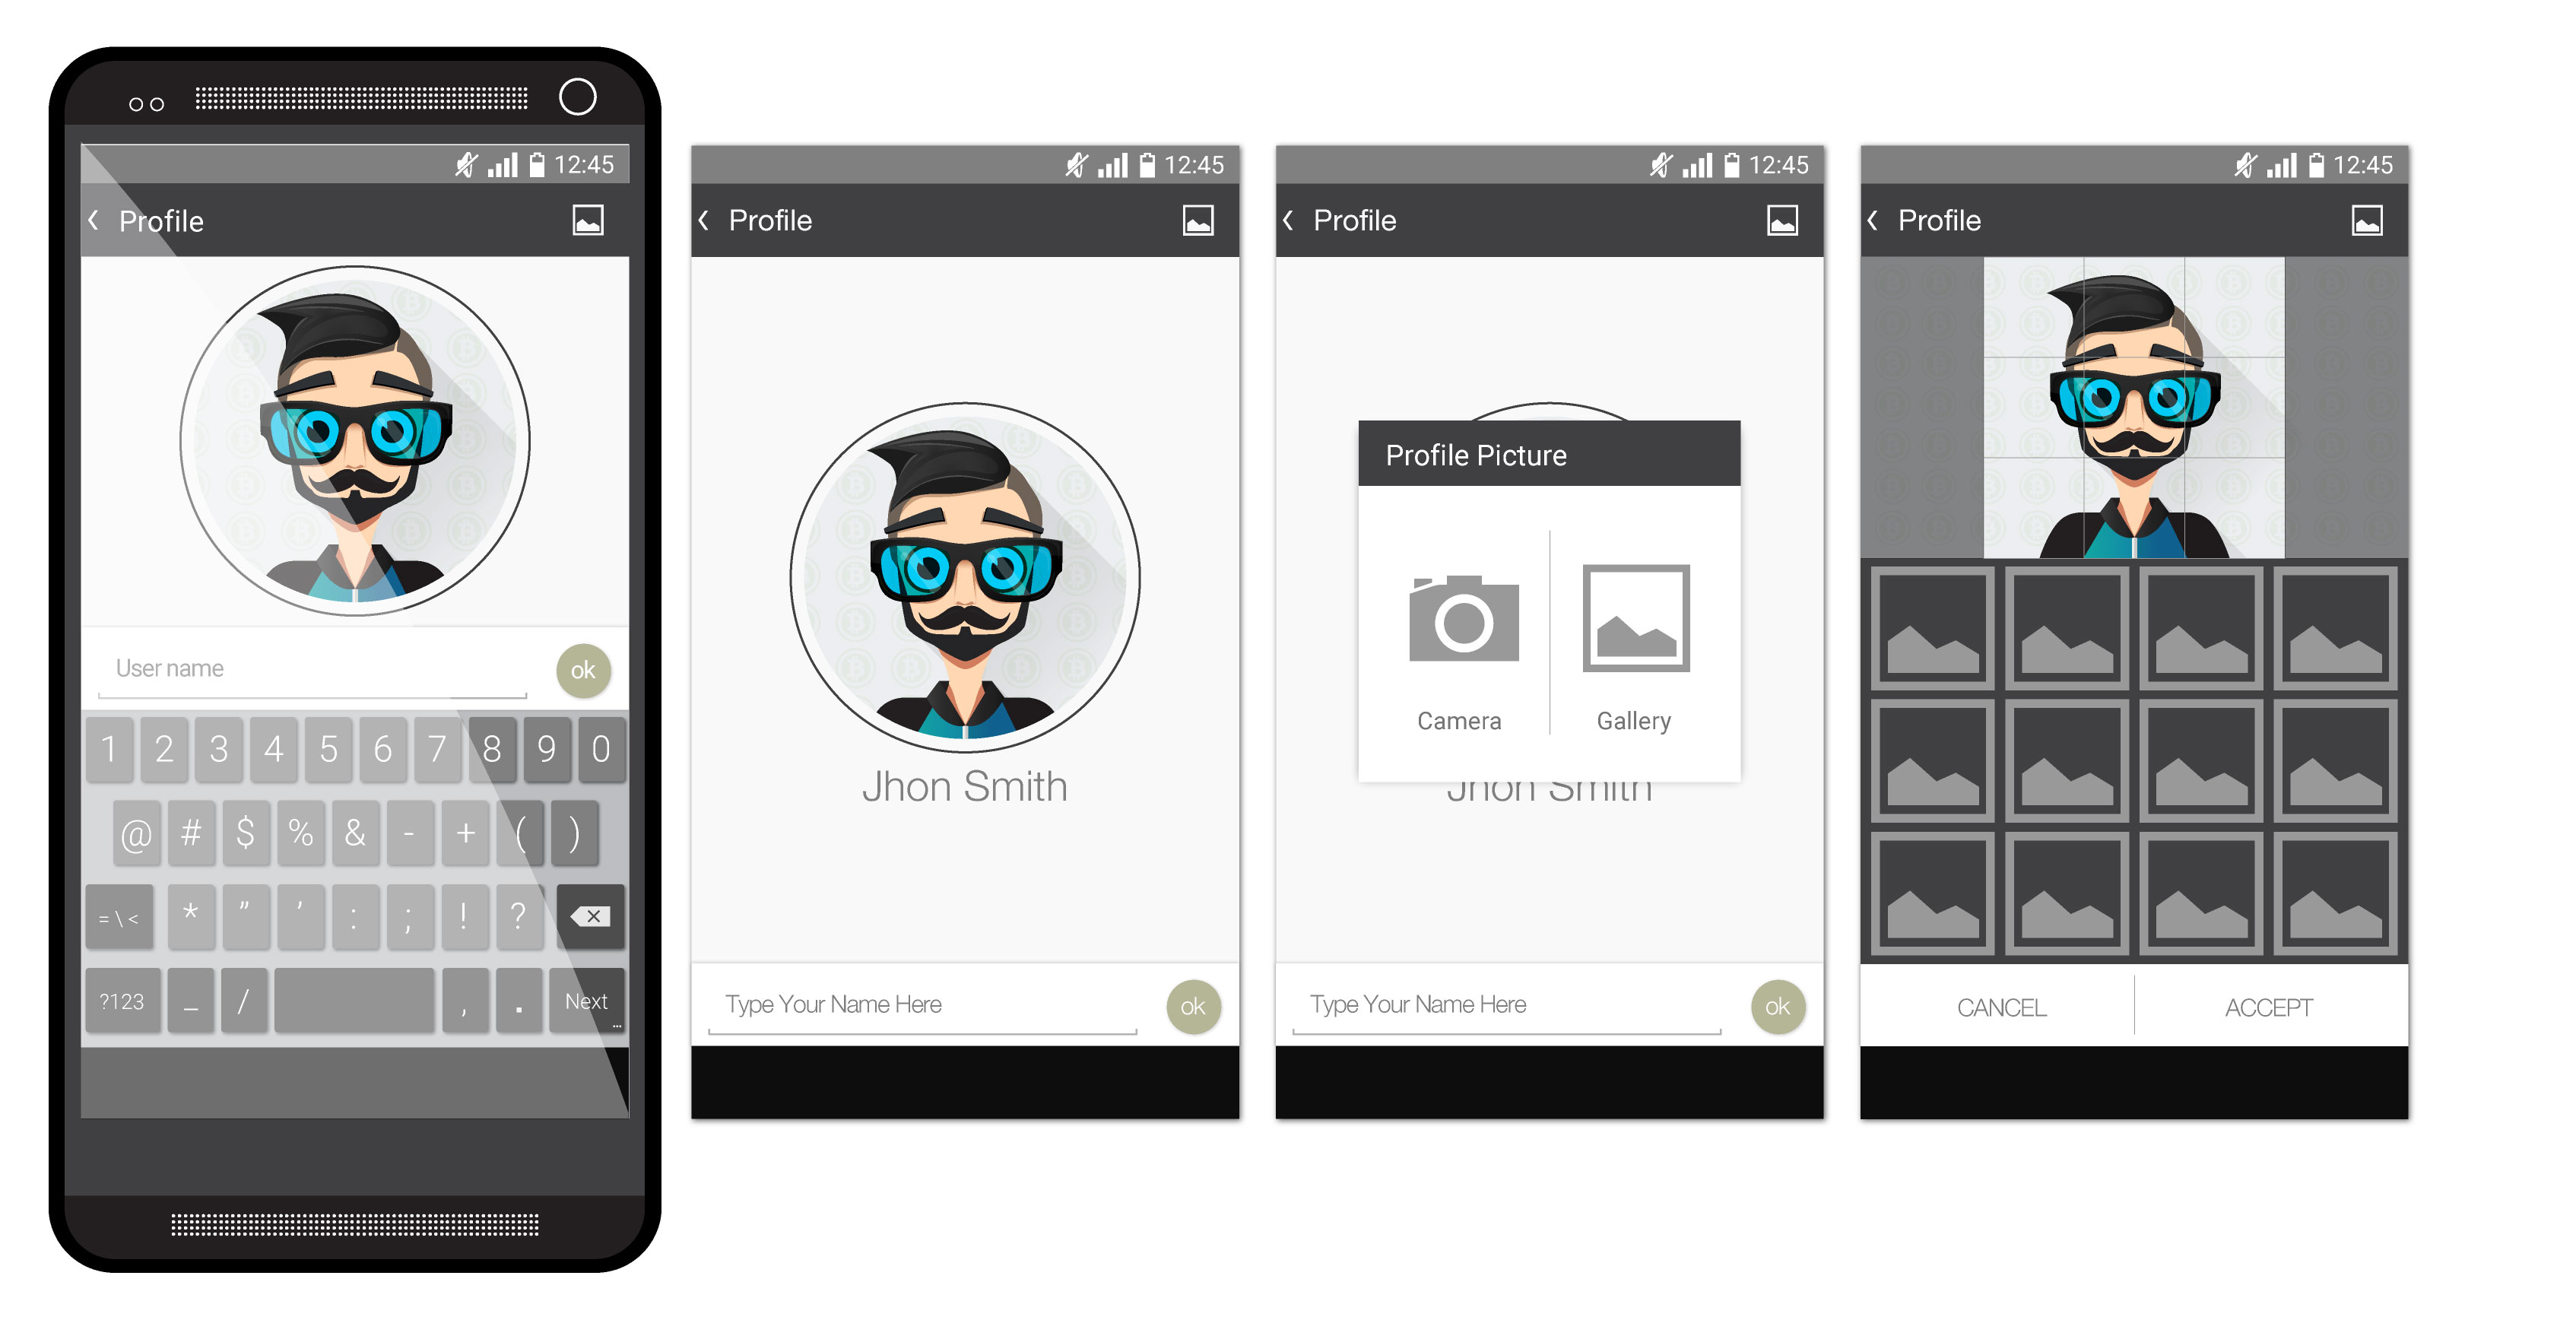 12:45
Profile
User name
ok
1 2 3 4 5 6 7 8 9 0
@ # $ % & - + ( )
= \ < * ” ’ : ; ! ?
?123 _ / , . Next
...
12:45
Profile
Jhon Smith
Type Your Name Here
ok
12:45
Profile
Profile Picture
Camera
Gallery
Jhon Smith
Type Your Name Here
ok
12:45
Profile
CANCEL
ACCEPT